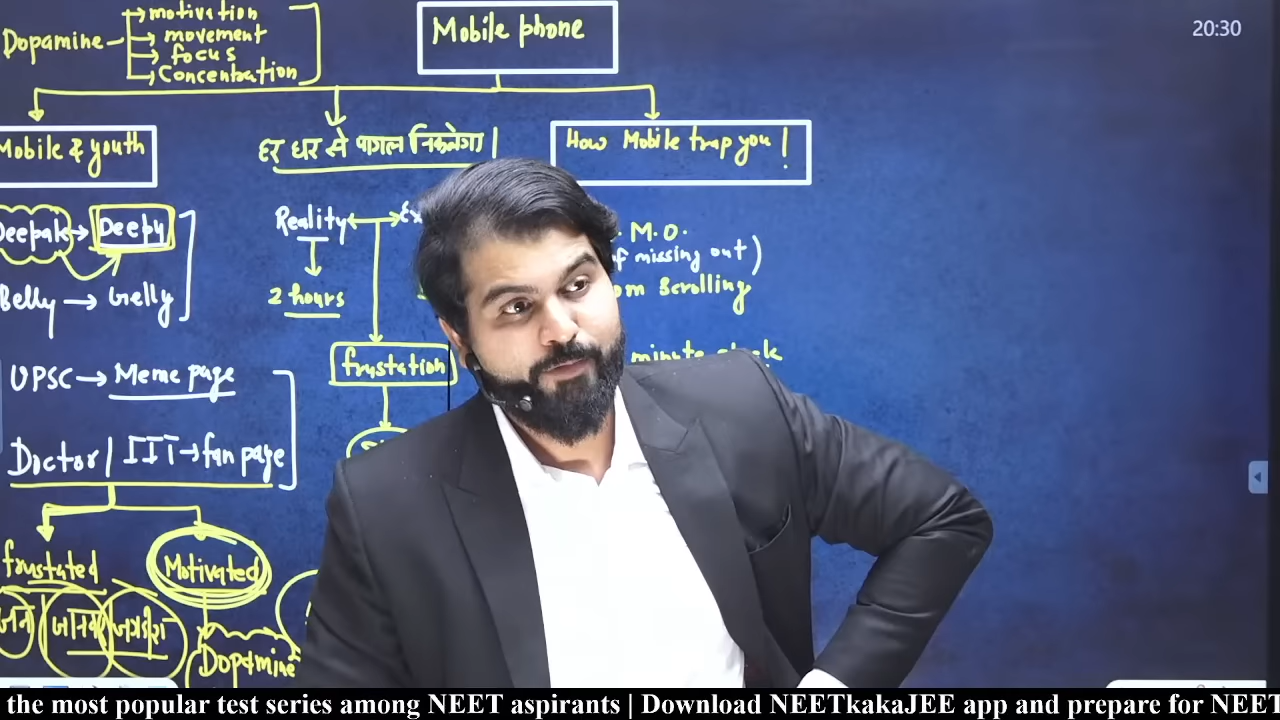 Dopamine
motivation
movement
focus
Concentration
Mobile phone
20:30
Mobile & youth
हर घर से पागल निकलेगा
How Mobile trap you !
Deepak → Deepy
Belly → Gelly
UPSC → Meme page
Doctor / IIT → fan page
frustated
Motivated
Dopamine
Reality
2 hours
frustation
M.O.
missing out)
Scrolling
minute
the most popular test series among NEET aspirants | Download NEETkakaJEE app and prepare for NEET